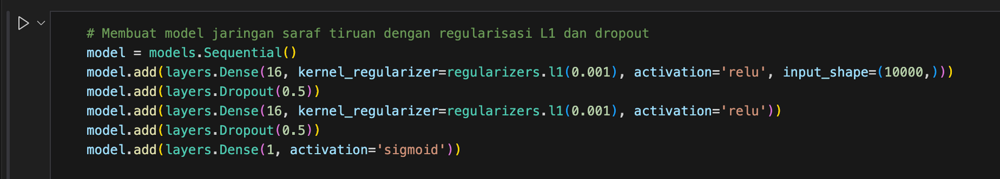 # Membuat model jaringan saraf tiruan dengan regularisasi L1 dan dropout
model = models.Sequential()
model.add(layers.Dense(16, kernel_regularizer=regularizers.l1(0.001), activation='relu', input_shape=(10000,)))
model.add(layers.Dropout(0.5))
model.add(layers.Dense(16, kernel_regularizer=regularizers.l1(0.001), activation='relu'))
model.add(layers.Dropout(0.5))
model.add(layers.Dense(1, activation='sigmoid'))